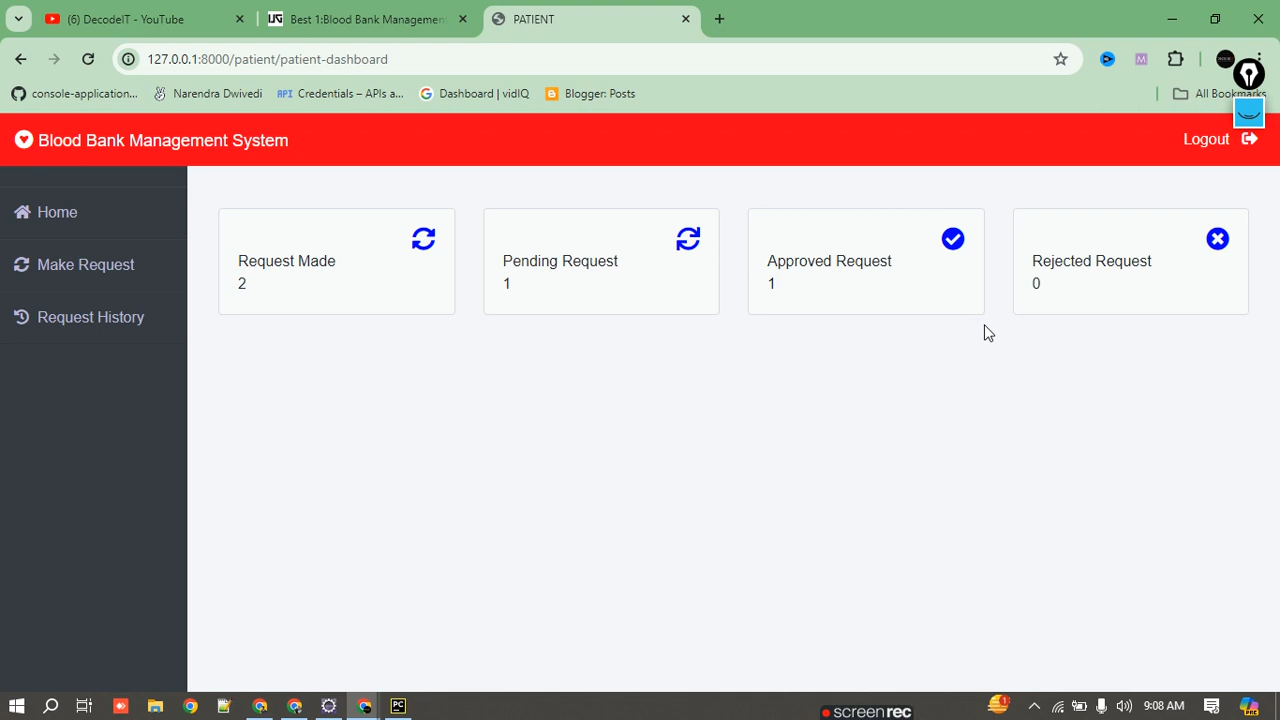 (6) DecodeIT - YouTube
Best 1:Blood Bank Managemen
PATIENT
127.0.0.1:8000/patient/patient-dashboard
console-application...
Narendra Dwivedi
API Credentials – APIs a...
Dashboard | vidIQ
Blogger: Posts
All Bookmarks
Blood Bank Management System
Logout
Home
Make Request
Request History
Request Made
2
Pending Request
1
Approved Request
1
Rejected Request
0
9:08 AM
screenrec